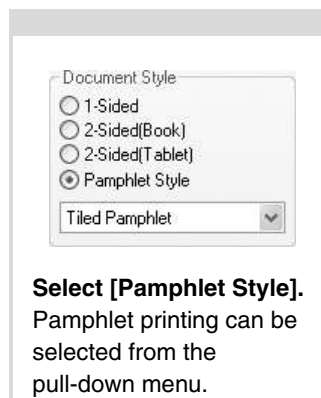 Document Style
1-Sided
2-Sided(Book)
2-Sided(Tablet)
Pamphlet Style
Tiled Pamphlet
Select [Pamphlet Style].
Pamphlet printing can be
selected from the
pull-down menu.